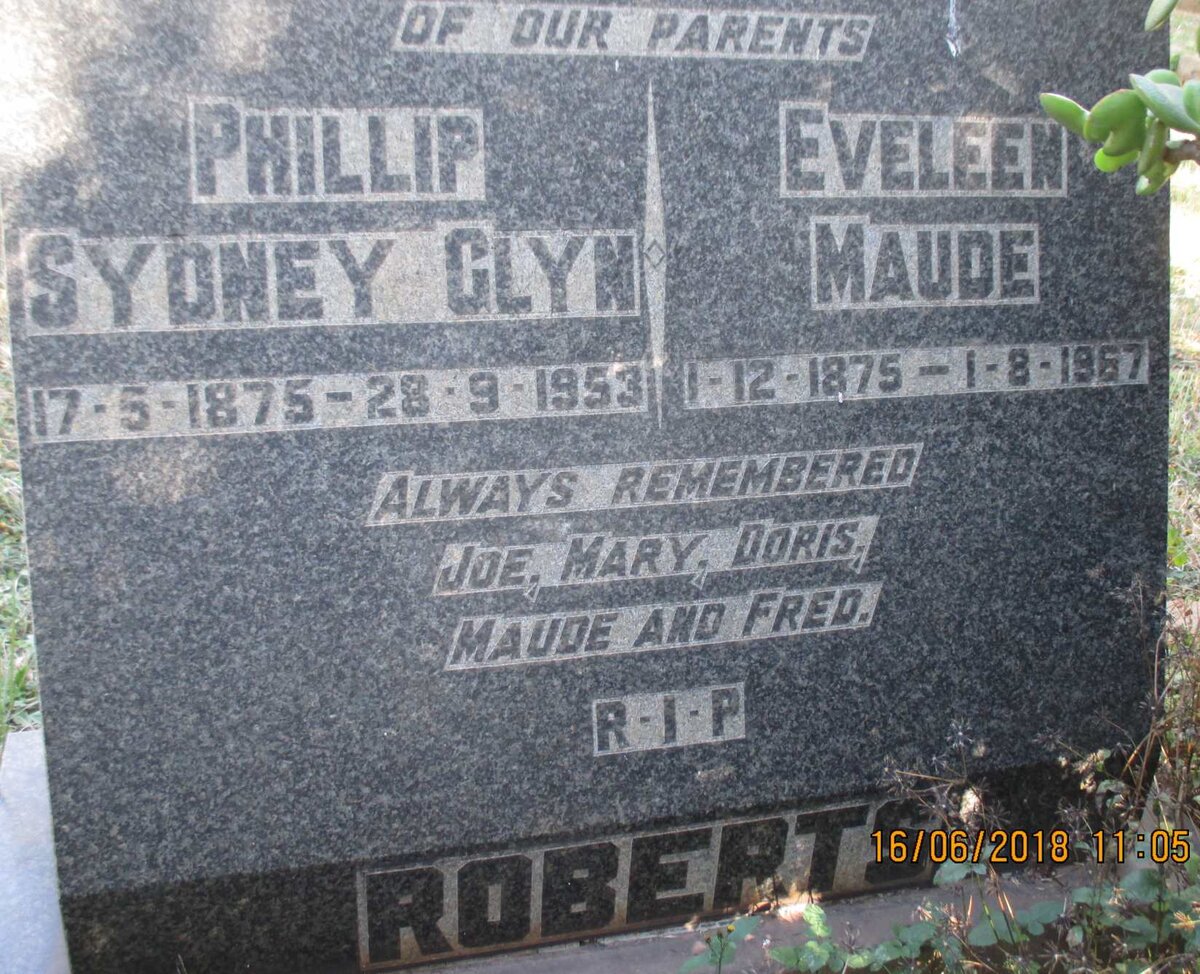 OF OUR PARENTS
PHILLIP
SYDNEY GLYN
17-5-1875-28-9-1953
EVELEEN
MAUDE
1-12-1875-1-8-1967
ALWAYS REMEMBERED
JOE, MARY, DORIS,
MAUDE AND FRED.
R-I-P
ROBERTS
16/06/2018 11:05